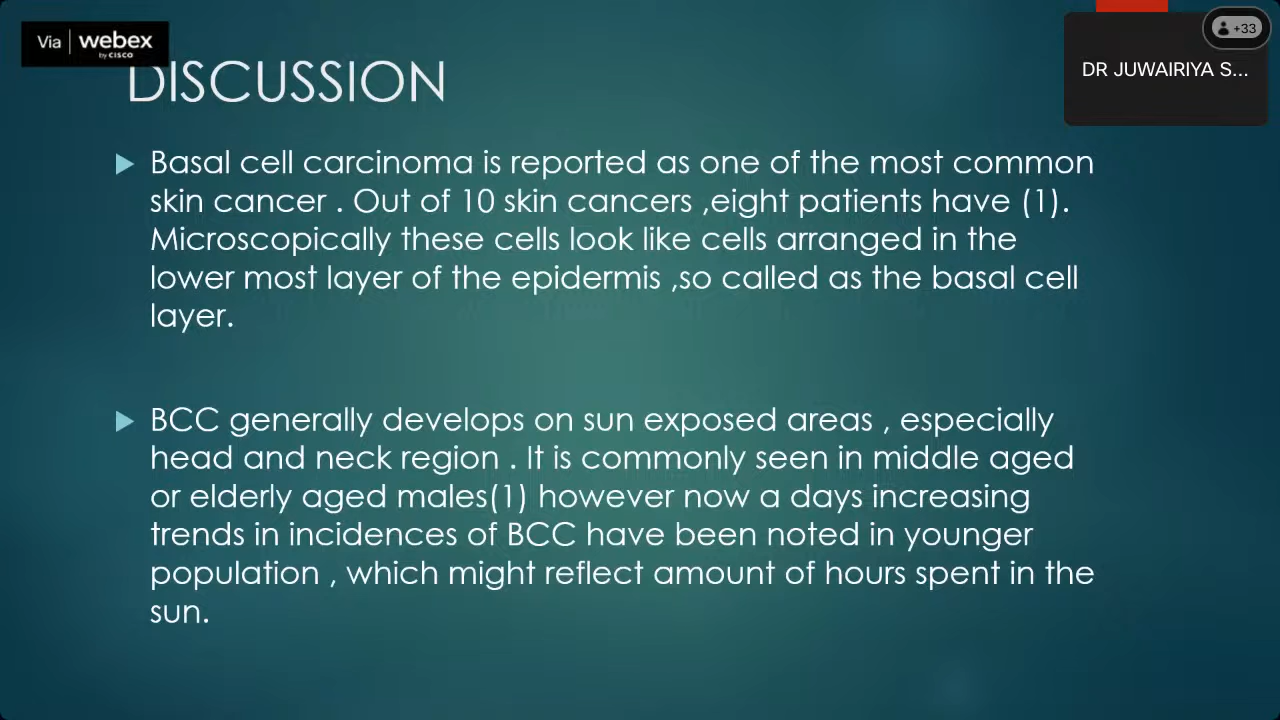 Via webex
by CISCO
+33
DR JUWAIRIYA S...
DISCUSSION
Basal cell carcinoma is reported as one of the most common
skin cancer . Out of 10 skin cancers ,eight patients have (1).
Microscopically these cells look like cells arranged in the
lower most layer of the epidermis ,so called as the basal cell
layer.
BCC generally develops on sun exposed areas , especially
head and neck region . It is commonly seen in middle aged
or elderly aged males(1) however now a days increasing
trends in incidences of BCC have been noted in younger
population , which might reflect amount of hours spent in the
sun.